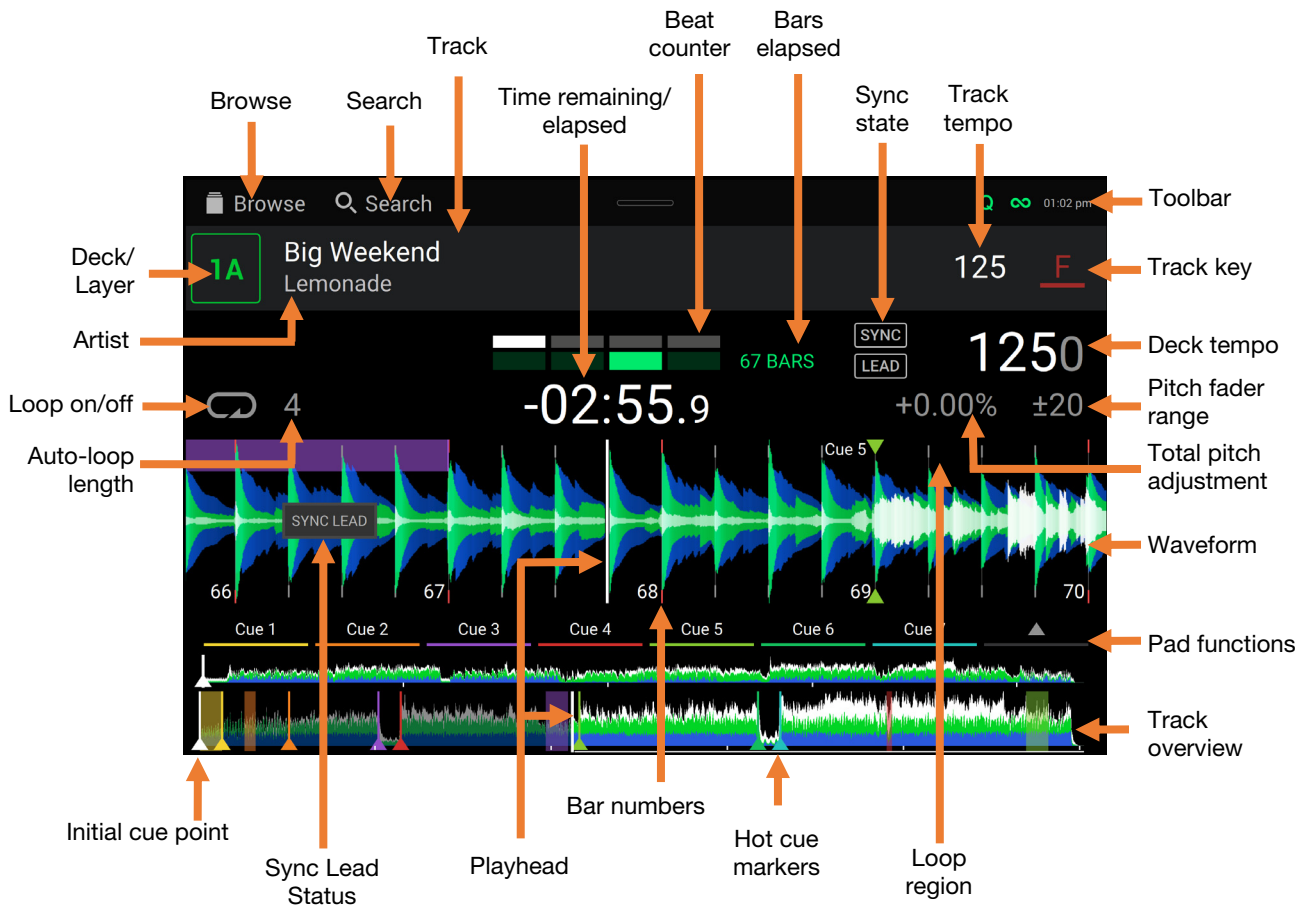 Beat
counter
Bars
elapsed
Track
Browse
Search
Time remaining/
elapsed
Sync
state
Track
tempo
Browse
Search
01:02 pm
Toolbar
Deck/
Layer
1A
Big Weekend
Lemonade
125
F
Track key
Artist
67 BARS
SYNC
LEAD
1250
Deck tempo
Loop on/off
4
-02:55.9
+0.00%
±20
Pitch fader
range
Auto-loop
length
Cue 5
Total pitch
adjustment
SYNC LEAD
Waveform
66
67
68
69
70
Cue 1
Cue 2
Cue 3
Cue 4
Cue 5
Cue 6
Cue 7
Pad functions
Track
overview
Initial cue point
Bar numbers
Sync Lead
Status
Playhead
Hot cue
markers
Loop
region